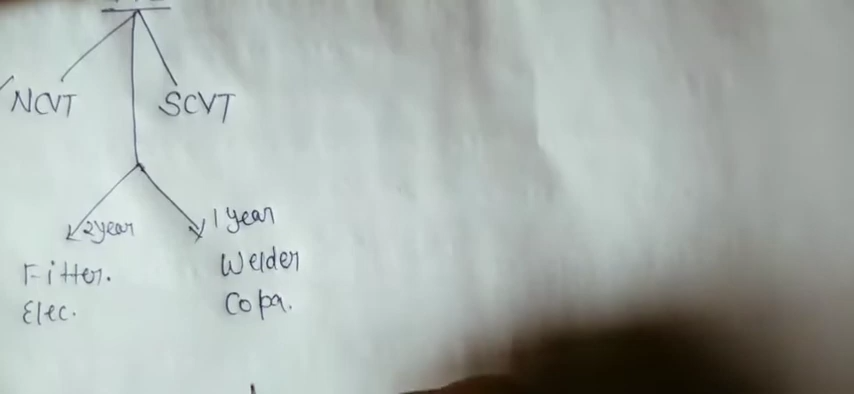 NCVT
SCVT
2year
1 year
Fitter.
Elec.
Welder
Copa.